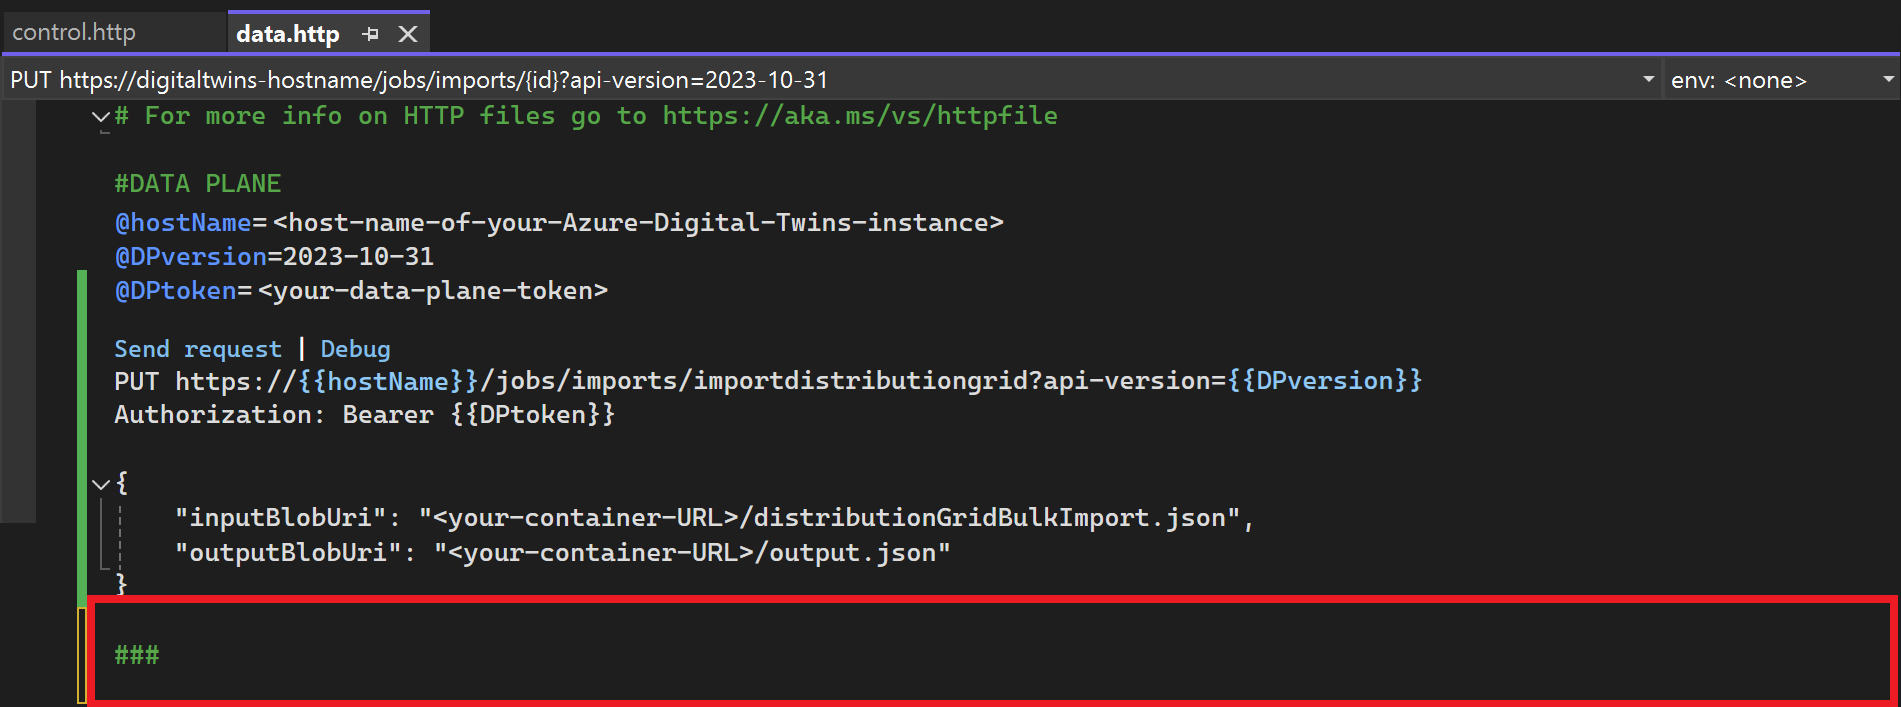 control.http
data.http
PUT https://digitaltwins-hostname/jobs/imports/{id}?api-version=2023-10-31
env: <none>
# For more info on HTTP files go to https://aka.ms/vs/httpfile
#DATA PLANE
@hostName=<host-name-of-your-Azure-Digital-Twins-instance>
@DPversion=2023-10-31
@DPtoken=<your-data-plane-token>
Send request | Debug
PUT https://{{hostName}}/jobs/imports/importdistributiongrid?api-version={{DPversion}}
Authorization: Bearer {{DPtoken}}
{
"inputBlobUri": "<your-container-URL>/distributionGridBulkImport.json",
"outputBlobUri": "<your-container-URL>/output.json"
}
###